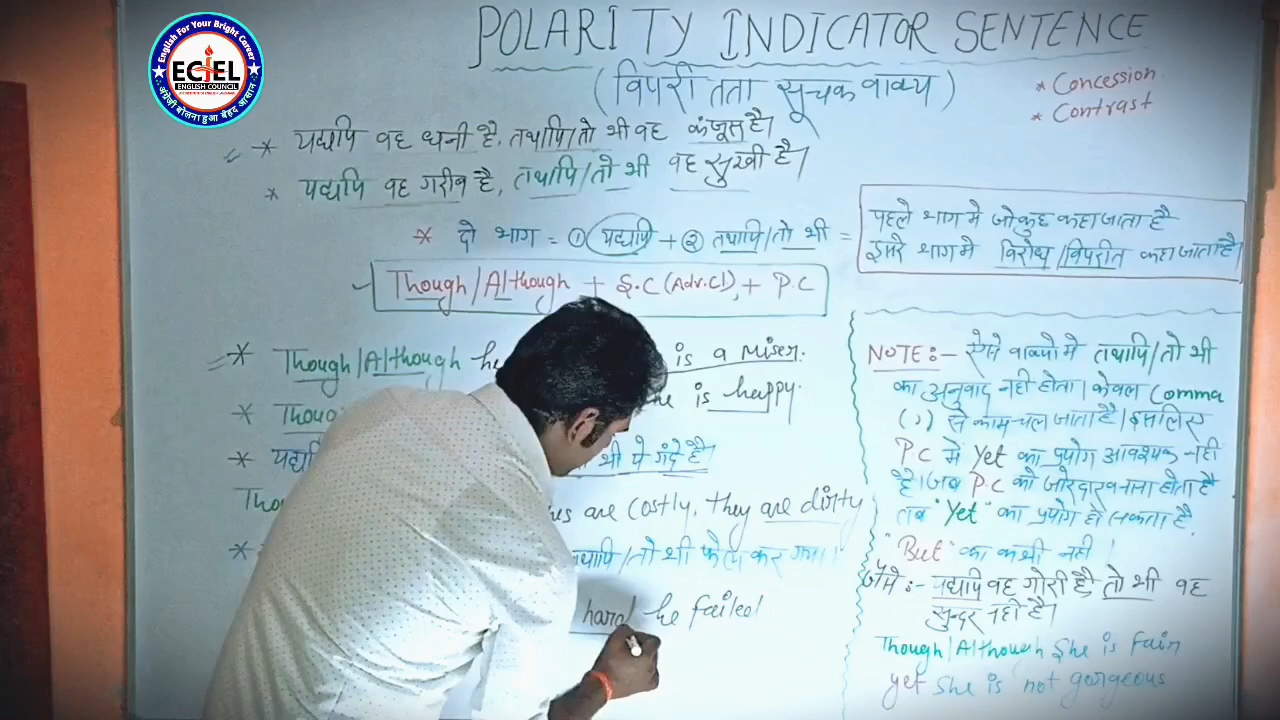 English For Your Bright Career
ECEL
ENGLISH COUNCIL
अंग्रेजी बोलना हुआ बेहद आसान
POLARITY INDICATOR SENTENCE
(विपरीतता सूचक वाक्य)
* Concession
* Contrast
* यद्यपि वह धनी है, तथापि/तो भी वह कंजूस है।
* यद्यपि वह गरीब है, तथापि/तो भी वह सुखी है।
* दो भाग = ① यद्यपि + ② तथापि/तो भी =
पहले भाग मे जो कुछ कहा जाता है
दूसरे भाग मे विरोध/विपरीत कहा जाता है।
Though/Although + S.C (Adv.Cl), + P.C
* Though/Although he is a miser.
* he is happy.
* भी वे गंदे है।
are costly, they are dirty
* तथापि/तो भी फेल कर गया।
hard he failed
NOTE:- ऐसे वाक्यो मे तथापि/तो भी
का अनुवाद नही होता। केवल Comma
(,) से काम चल जाता है। इसलिए
P.C मे Yet का प्रयोग आवश्यक नही
है। जब P.C को जोरदार बनाना होता है
तब "Yet" का प्रयोग हो सकता है.
"But" का कभी नही।
जैसे:- यद्यपि वह गोरी है तो भी वह
सुन्दर नही है।
Though/Although She is fair
yet She is not gorgeous